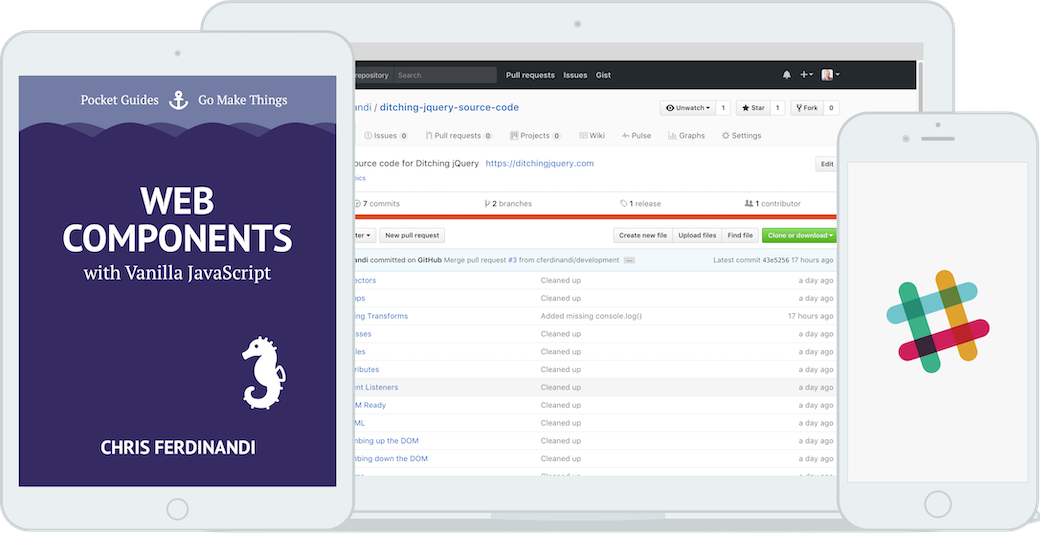 Pocket Guides Go Make Things
WEB
COMPONENTS
with Vanilla JavaScript
CHRIS FERDINANDI
repository Search Pull requests Issues Gist
andi / ditching-jquery-source-code Unwatch 1 Star 1 Fork 0
Issues 0 Pull requests 0 Projects 0 Wiki Pulse Graphs Settings
ource code for Ditching jQuery https://ditchingjquery.com Edit
pics
7 commits 2 branches 1 release 1 contributor
ter New pull request Create new file Upload files Find file Clone or download
andi committed on GitHub Merge pull request #3 from cferdinandi/development ... Latest commit 43e5256 17 hours ago
ectors Cleaned up a day ago
ops Cleaned up a day ago
ing Transforms Added missing console.log() 17 hours ago
sses Cleaned up a day ago
les Cleaned up a day ago
ributes Cleaned up a day ago
ent Listeners Cleaned up a day ago
M Ready Cleaned up a day ago
ML Cleaned up a day ago
mbing up the DOM Cleaned up a day ago
mbing down the DOM Cleaned up a day ago